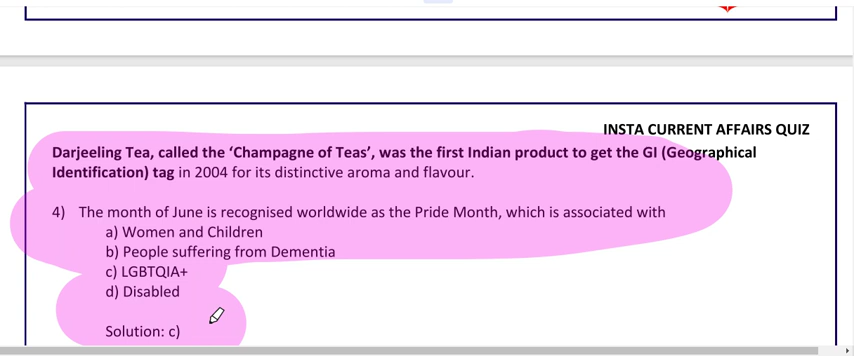 INSTA CURRENT AFFAIRS QUIZ
Darjeeling Tea, called the ‘Champagne of Teas’, was the first Indian product to get the GI (Geographical
Identification) tag in 2004 for its distinctive aroma and flavour.
4) The month of June is recognised worldwide as the Pride Month, which is associated with
a) Women and Children
b) People suffering from Dementia
c) LGBTQIA+
d) Disabled
Solution: c)